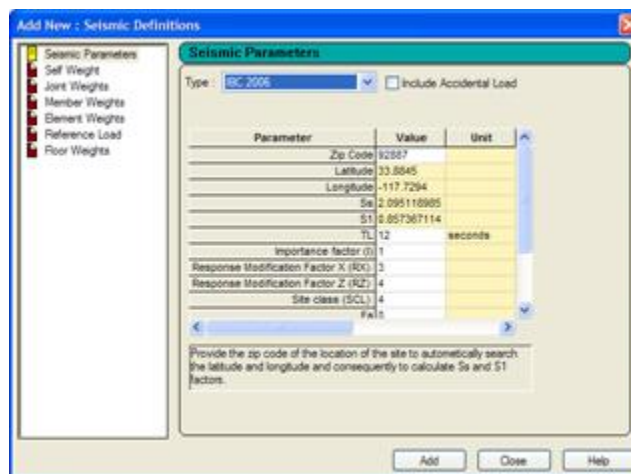 Add New : Seismic Definitions
Seismic Parameters
Self Weight
Joint Weights
Member Weights
Element Weights
Reference Load
Floor Weights
Seismic Parameters
Type : IBC 2006 Include Accidental Load
Parameter Value Unit
Zip Code 92887
Latitude 33.8845
Longitude -117.7294
Ss 2.095118985
S1 0.857367114
TL 12 seconds
Importance factor (I) 1
Response Modification Factor X (RX) 3
Response Modification Factor Z (RZ) 4
Site class (SCL) 4
Fa 0
Provide the zip code of the location of the site to automatically search
the latitude and longitude and consequently to calculate Ss and S1
factors.
Add Close Help